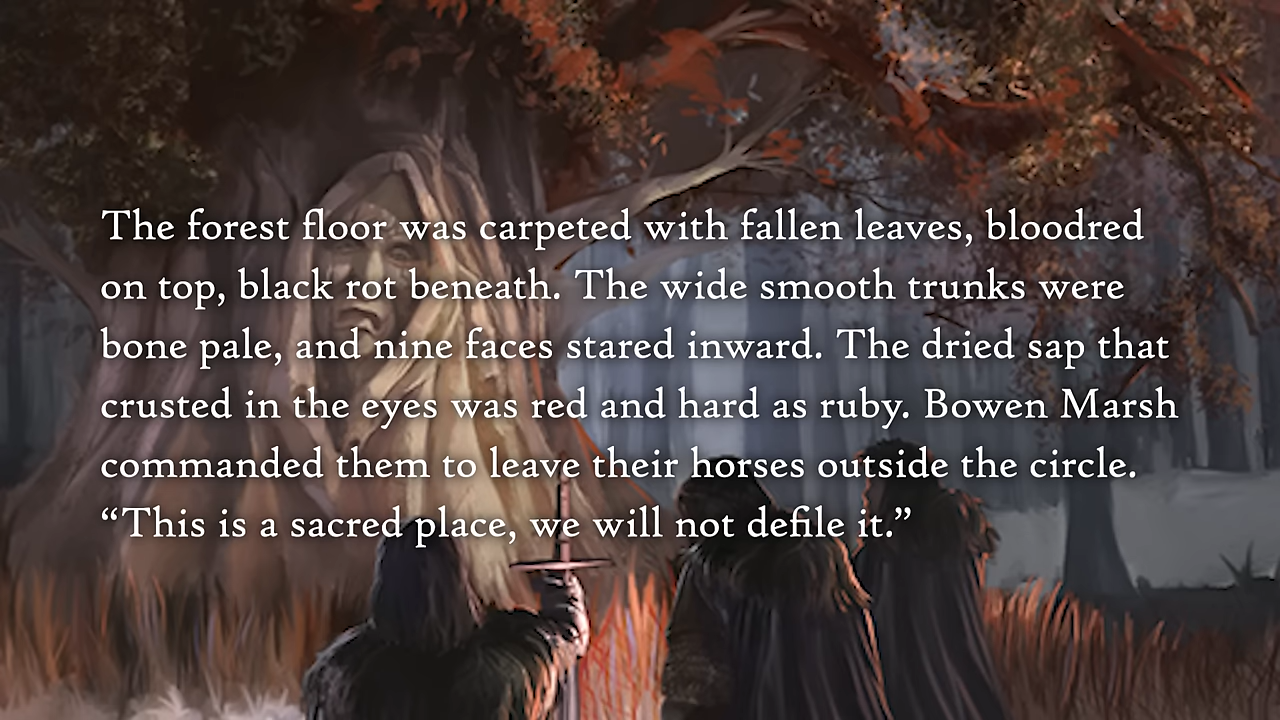 The forest floor was carpeted with fallen leaves, bloodred
on top, black rot beneath. The wide smooth trunks were
bone pale, and nine faces stared inward. The dried sap that
crusted in the eyes was red and hard as ruby. Bowen Marsh
commanded them to leave their horses outside the circle.
“This is a sacred place, we will not defile it.”